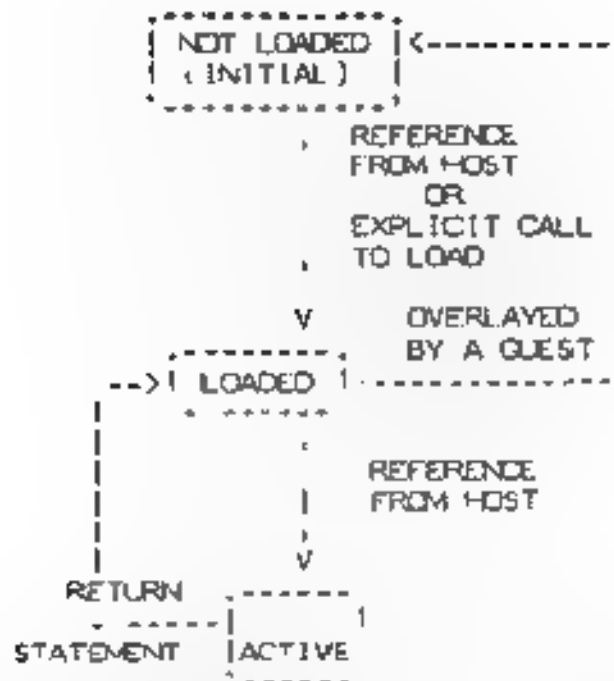 NOT LOADED
(INITIAL)
REFERENCE
FROM HOST
OR
EXPLICIT CALL
TO LOAD
OVERLAYED
BY A GUEST
LOADED
REFERENCE
FROM HOST
RETURN
STATEMENT
ACTIVE